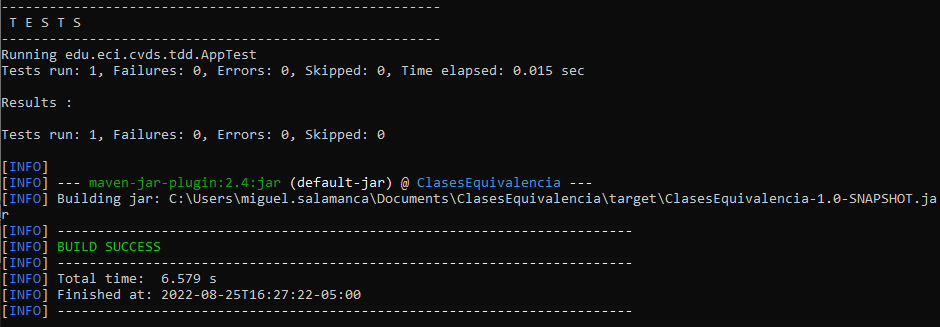 -------------------------------------------------------
 T E S T S
-------------------------------------------------------
Running edu.eci.cvds.tdd.AppTest
Tests run: 1, Failures: 0, Errors: 0, Skipped: 0, Time elapsed: 0.015 sec

Results :

Tests run: 1, Failures: 0, Errors: 0, Skipped: 0

[INFO]
[INFO] --- maven-jar-plugin:2.4:jar (default-jar) @ ClasesEquivalencia ---
[INFO] Building jar: C:\Users\miguel.salamanca\Documents\ClasesEquivalencia\target\ClasesEquivalencia-1.0-SNAPSHOT.ja
r
[INFO] ------------------------------------------------------------------------
[INFO] BUILD SUCCESS
[INFO] ------------------------------------------------------------------------
[INFO] Total time:  6.579 s
[INFO] Finished at: 2022-08-25T16:27:22-05:00
[INFO] ------------------------------------------------------------------------